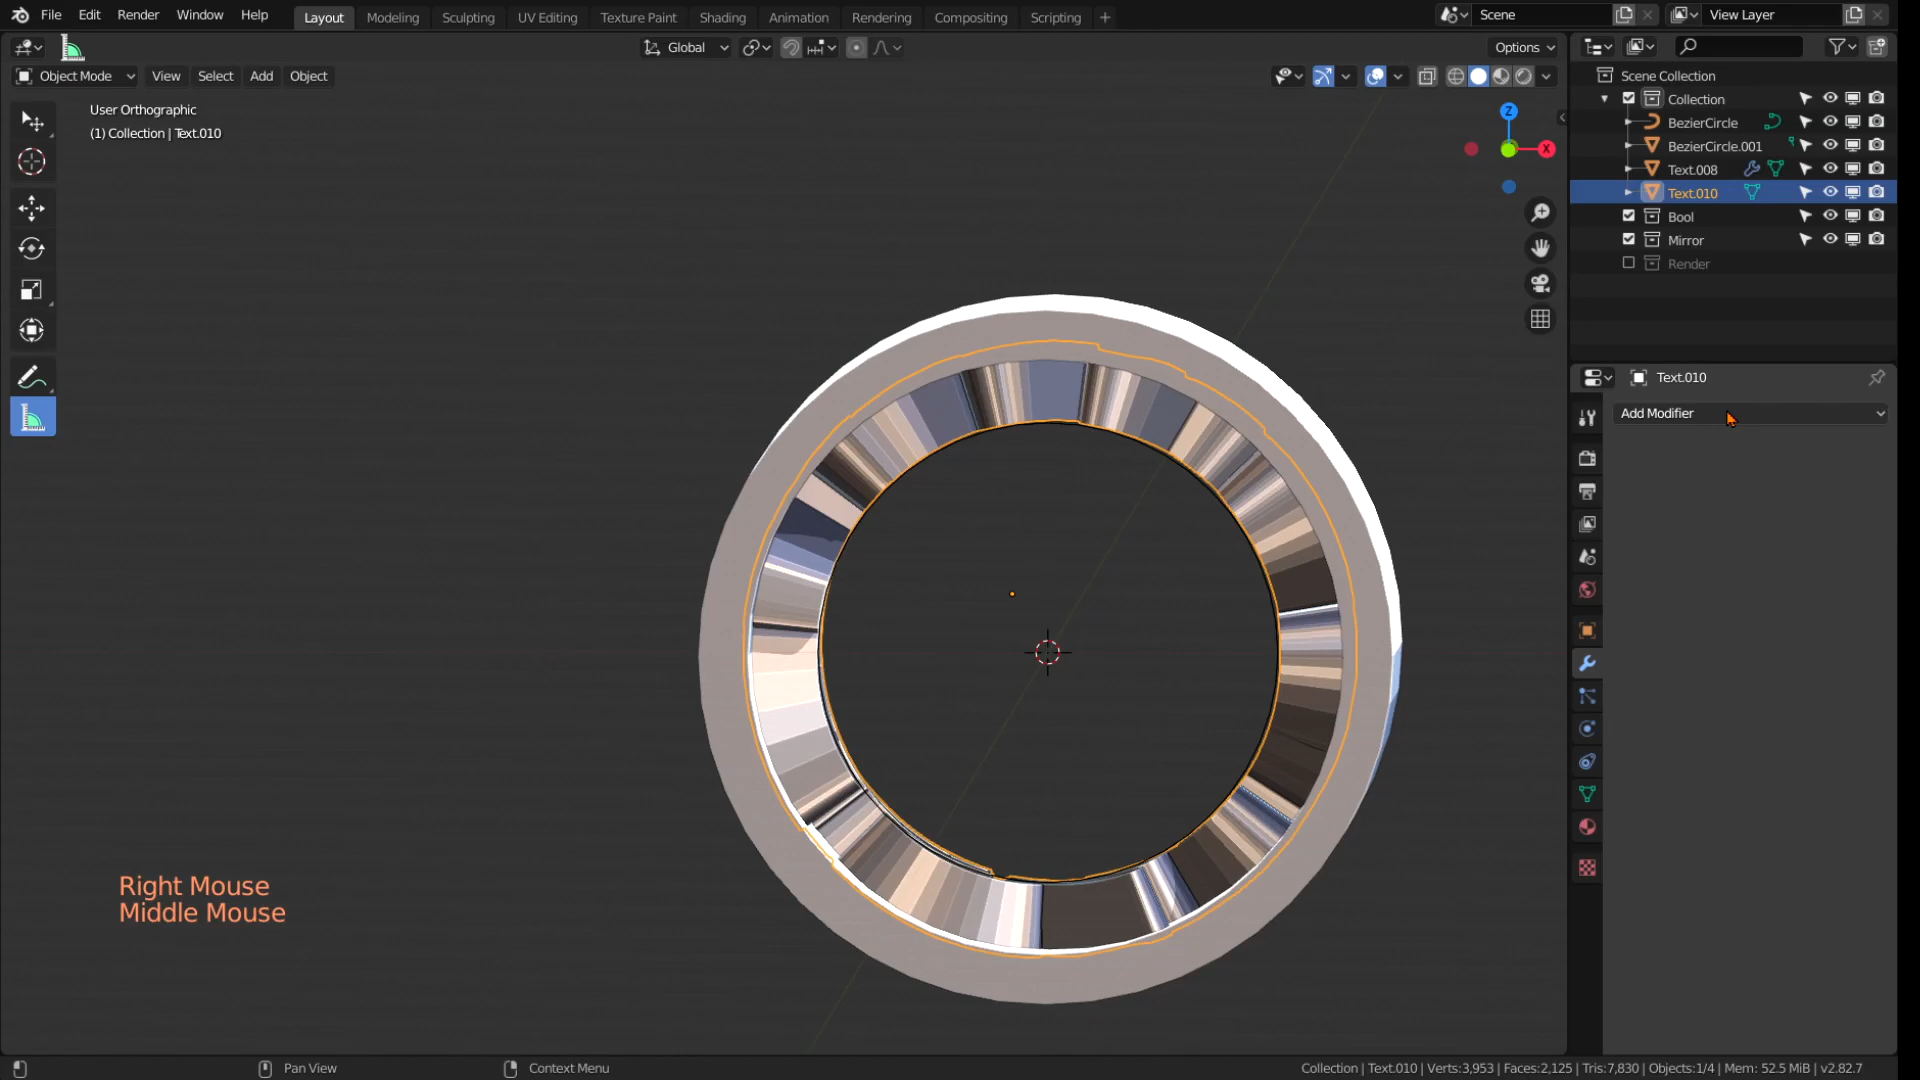 File Edit Render Window Help Layout Modeling Sculpting UV Editing Texture Paint Shading Animation Rendering Compositing Scripting + Scene View Layer
Global Options
Object Mode View Select Add Object
Scene Collection
User Orthographic
(1) Collection | Text.010
Z
X
Collection
BezierCircle
BezierCircle.001
Text.008
Text.010
Bool
Mirror
Render
Text.010
Add Modifier
Right Mouse
Middle Mouse
Pan View Context Menu Collection | Text.010 | Verts:3,953 | Faces:2,125 | Tris:7,830 | Objects:1/4 | Mem: 52.5 MiB | v2.82.7